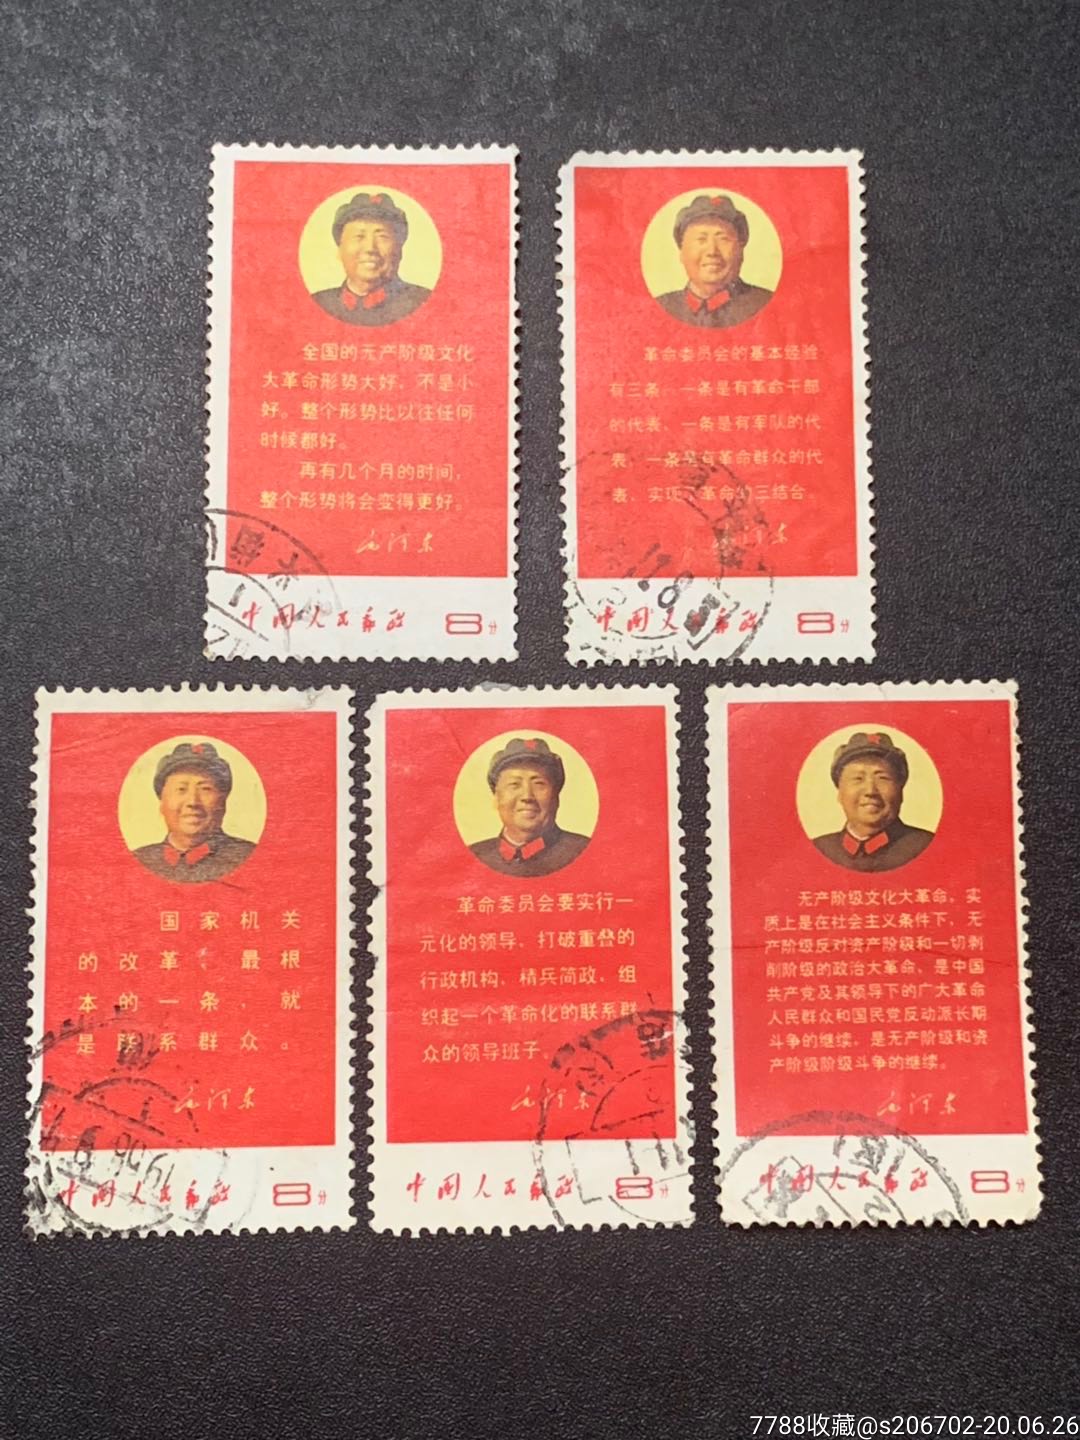 全国的无产阶级文化
大革命形势大好，不是小
好。整个形势比以往任何
时候都好。
再有几个月的时间，
整个形势将会变得更好。
毛泽东
中国人民邮政 8分
革命委员会的基本经验
有三条：一条是有革命干部
的代表，一条是有军队的代
表，一条是有革命群众的代
表，实现了革命的三结合。
毛泽东
中国人民邮政 8分
17.8
国家机关
的改革，最根
本的一条，就
是联系群众。
毛泽东
中国人民邮政 8分
革命委员会要实行一
元化的领导，打破重叠的
行政机构，精兵简政，组
织起一个革命化的联系群
众的领导班子。
毛泽东
中国人民邮政 8分
无产阶级文化大革命，实
质上是在社会主义条件下，无
产阶级反对资产阶级和一切剥
削阶级的政治大革命，是中国
共产党及其领导下的广大革命
人民群众和国民党反动派长期
斗争的继续，是无产阶级和资
产阶级阶级斗争的继续。
毛泽东
中国人民邮政 8分
7788收藏@s206702-20.06.26